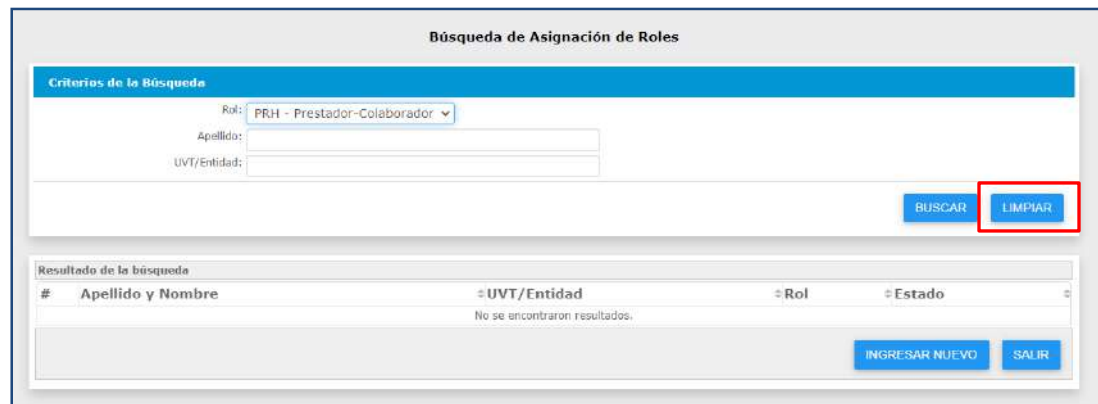 Búsqueda de Asignación de Roles
Criterios de la Búsqueda
Rol: PRH - Prestador-Colaborador
Apellido:
UVT/Entidad:
BUSCAR LIMPIAR
Resultado de la búsqueda
# Apellido y Nombre UVT/Entidad Rol Estado
No se encontraron resultados.
INGRESAR NUEVO SALIR